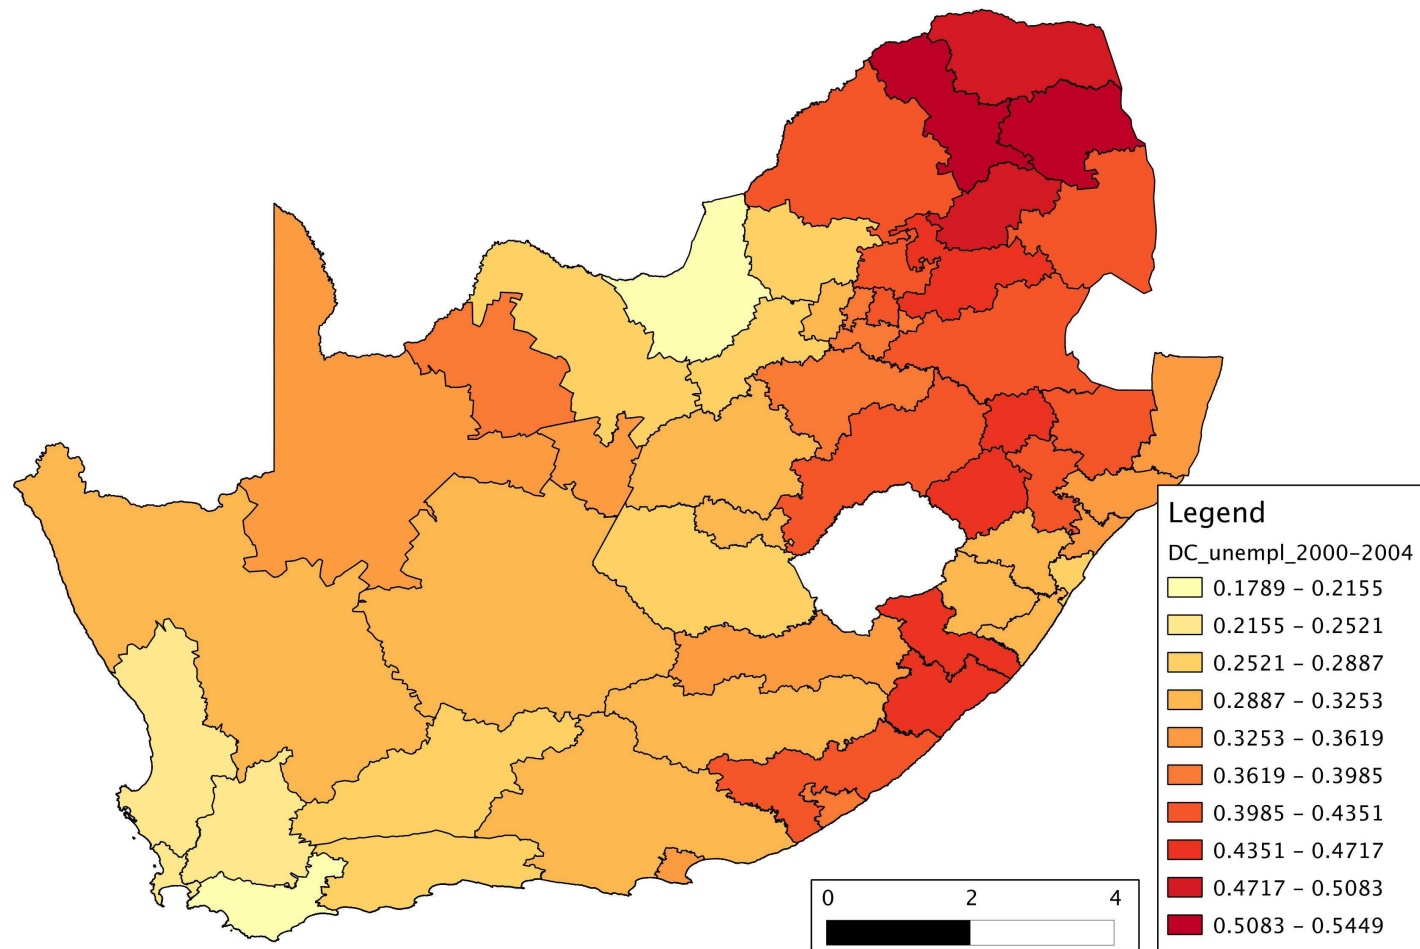 Legend
DC_unempl_2000-2004
0.1789 - 0.2155
0.2155 - 0.2521
0.2521 - 0.2887
0.2887 - 0.3253
0.3253 - 0.3619
0.3619 - 0.3985
0.3985 - 0.4351
0.4351 - 0.4717
0.4717 - 0.5083
0.5083 - 0.5449
0 2 4